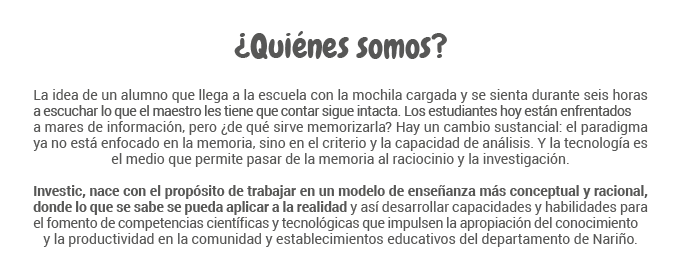 ¿Quiénes somos?
La idea de un alumno que llega a la escuela con la mochila cargada y se sienta durante seis horas
a escuchar lo que el maestro les tiene que contar sigue intacta. Los estudiantes hoy están enfrentados
a mares de información, pero ¿de qué sirve memorizarla? Hay un cambio sustancial: el paradigma
ya no está enfocado en la memoria, sino en el criterio y la capacidad de análisis. Y la tecnología es
el medio que permite pasar de la memoria al raciocinio y la investigación.
Investic, nace con el propósito de trabajar en un modelo de enseñanza más conceptual y racional,
donde lo que se sabe se pueda aplicar a la realidad y así desarrollar capacidades y habilidades para
el fomento de competencias científicas y tecnológicas que impulsen la apropiación del conocimiento
y la productividad en la comunidad y establecimientos educativos del departamento de Nariño.